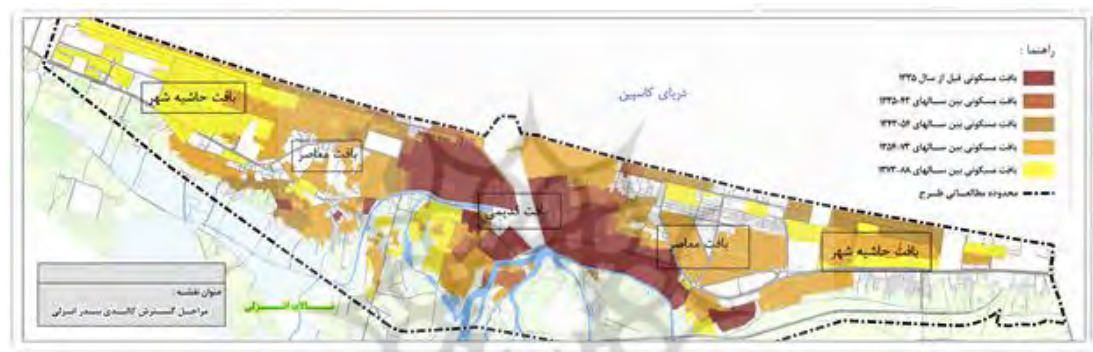 راهنما :
بافت مسکونی قبل از سال ۱۳۳۵
بافت مسکونی بین سالهای ۴۲-۱۳۳۵
بافت مسکونی بین سالهای ۵۴-۱۳۴۲
بافت مسکونی بین سالهای ۷۳-۱۳۵۴
بافت مسکونی بین سالهای ۸۸-۱۳۷۳
محدوده مطالعاتی طرح
دریای کاسپین
بافت حاشیه شهر
بافت معاصر
بافت قدیمی
بافت معاصر
بافت حاشیه شهر
تالاب انزلی
عنوان نقشه :
مراحل گسترش کالبدی بندر انزلی